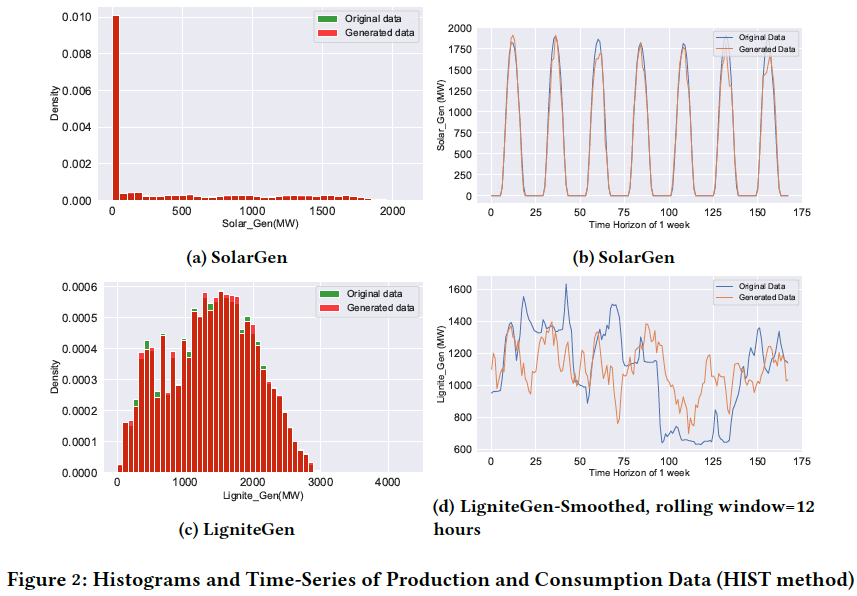 0.010
0.008
0.006
0.004
0.002
0.000
Density
Original data
Generated data
0 500 1000 1500 2000
Solar_Gen(MW)
(a) SolarGen
2000
1750
1500
1250
1000
750
500
250
0
Solar_Gen (MW)
Original Data
Generated Data
0 25 50 75 100 125 150 175
Time Horizon of 1 week
(b) SolarGen
0.0006
0.0005
0.0004
0.0003
0.0002
0.0001
0.0000
Density
Original data
Generated data
0 1000 2000 3000 4000
Lignite_Gen(MW)
(c) LigniteGen
1600
1400
1200
1000
800
600
Lignite_Gen (MW)
Original Data
Generated Data
0 25 50 75 100 125 150 175
Time Horizon of 1 week
(d) LigniteGen-Smoothed, rolling window=12
hours
Figure 2: Histograms and Time-Series of Production and Consumption Data (HIST method)